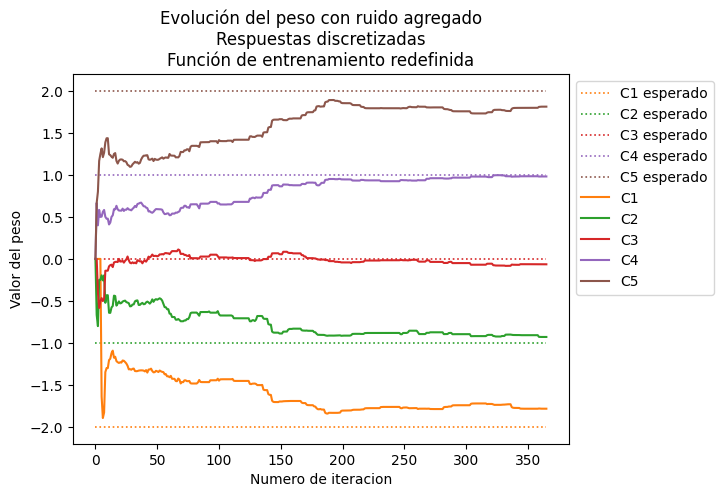 Evolución del peso con ruido agregado
Respuestas discretizadas
Función de entrenamiento redefinida
Valor del peso
2.0
1.5
1.0
0.5
0.0
−0.5
−1.0
−1.5
−2.0
0
50
100
150
200
250
300
350
Numero de iteracion
C1 esperado
C2 esperado
C3 esperado
C4 esperado
C5 esperado
C1
C2
C3
C4
C5